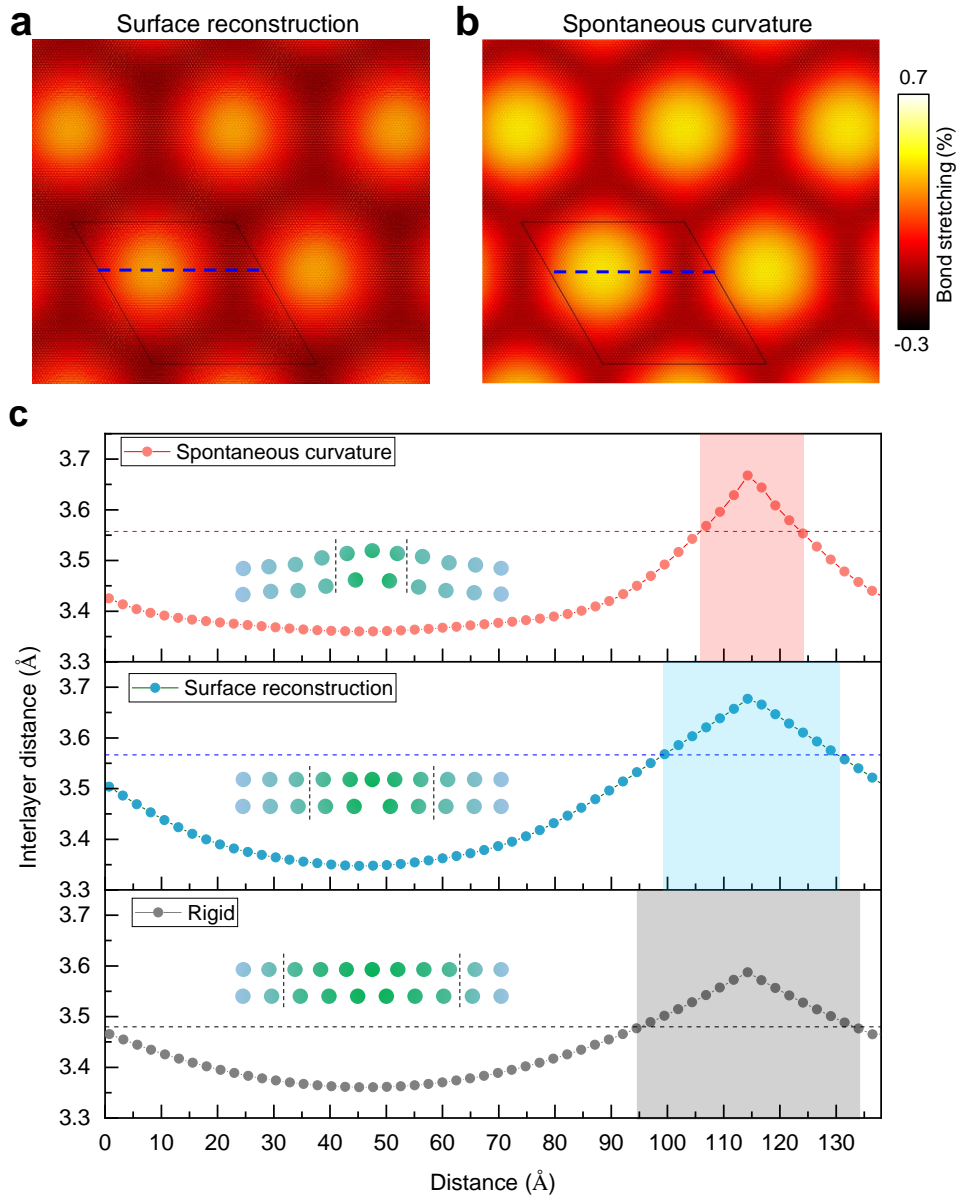 a
Surface reconstruction
b
Spontaneous curvature
0.7
Bond stretching (%)
-0.3
c
Interlayer distance (Å)
3.7
3.6
3.5
3.4
3.3
Spontaneous curvature
3.7
3.6
3.5
3.4
3.3
Surface reconstruction
3.7
3.6
3.5
3.4
3.3
Rigid
0 10 20 30 40 50 60 70 80 90 100 110 120 130
Distance (Å)